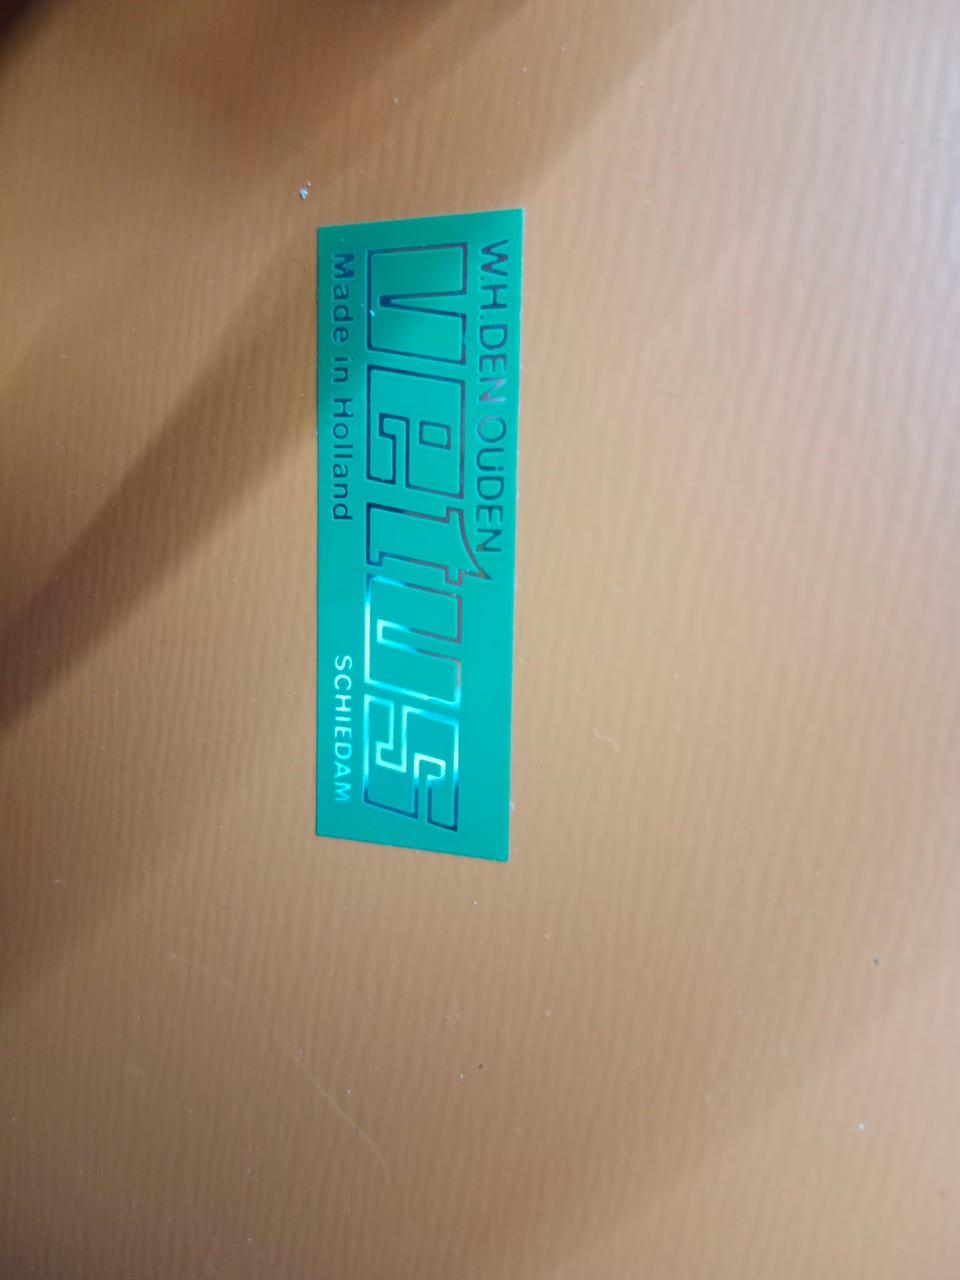 W.H.DEN OUDEN
Vetus
Made in Holland SCHIEDAM